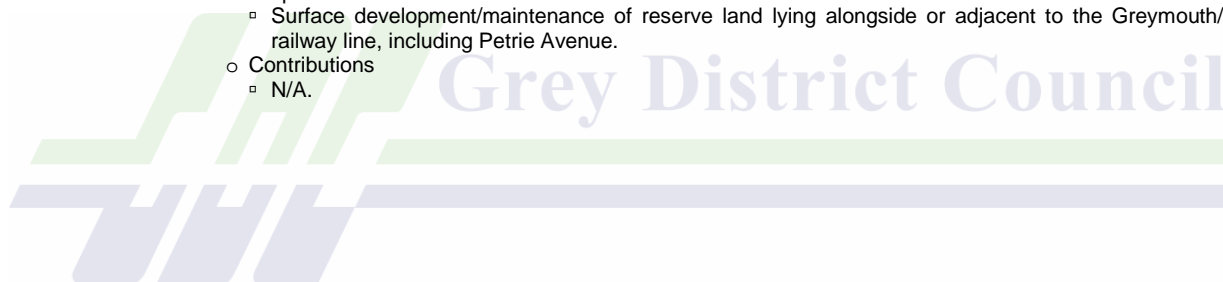 ▫ Surface development/maintenance of reserve land lying alongside or adjacent to the Greymouth/
railway line, including Petrie Avenue.
o Contributions
▫ N/A.
Grey District Council